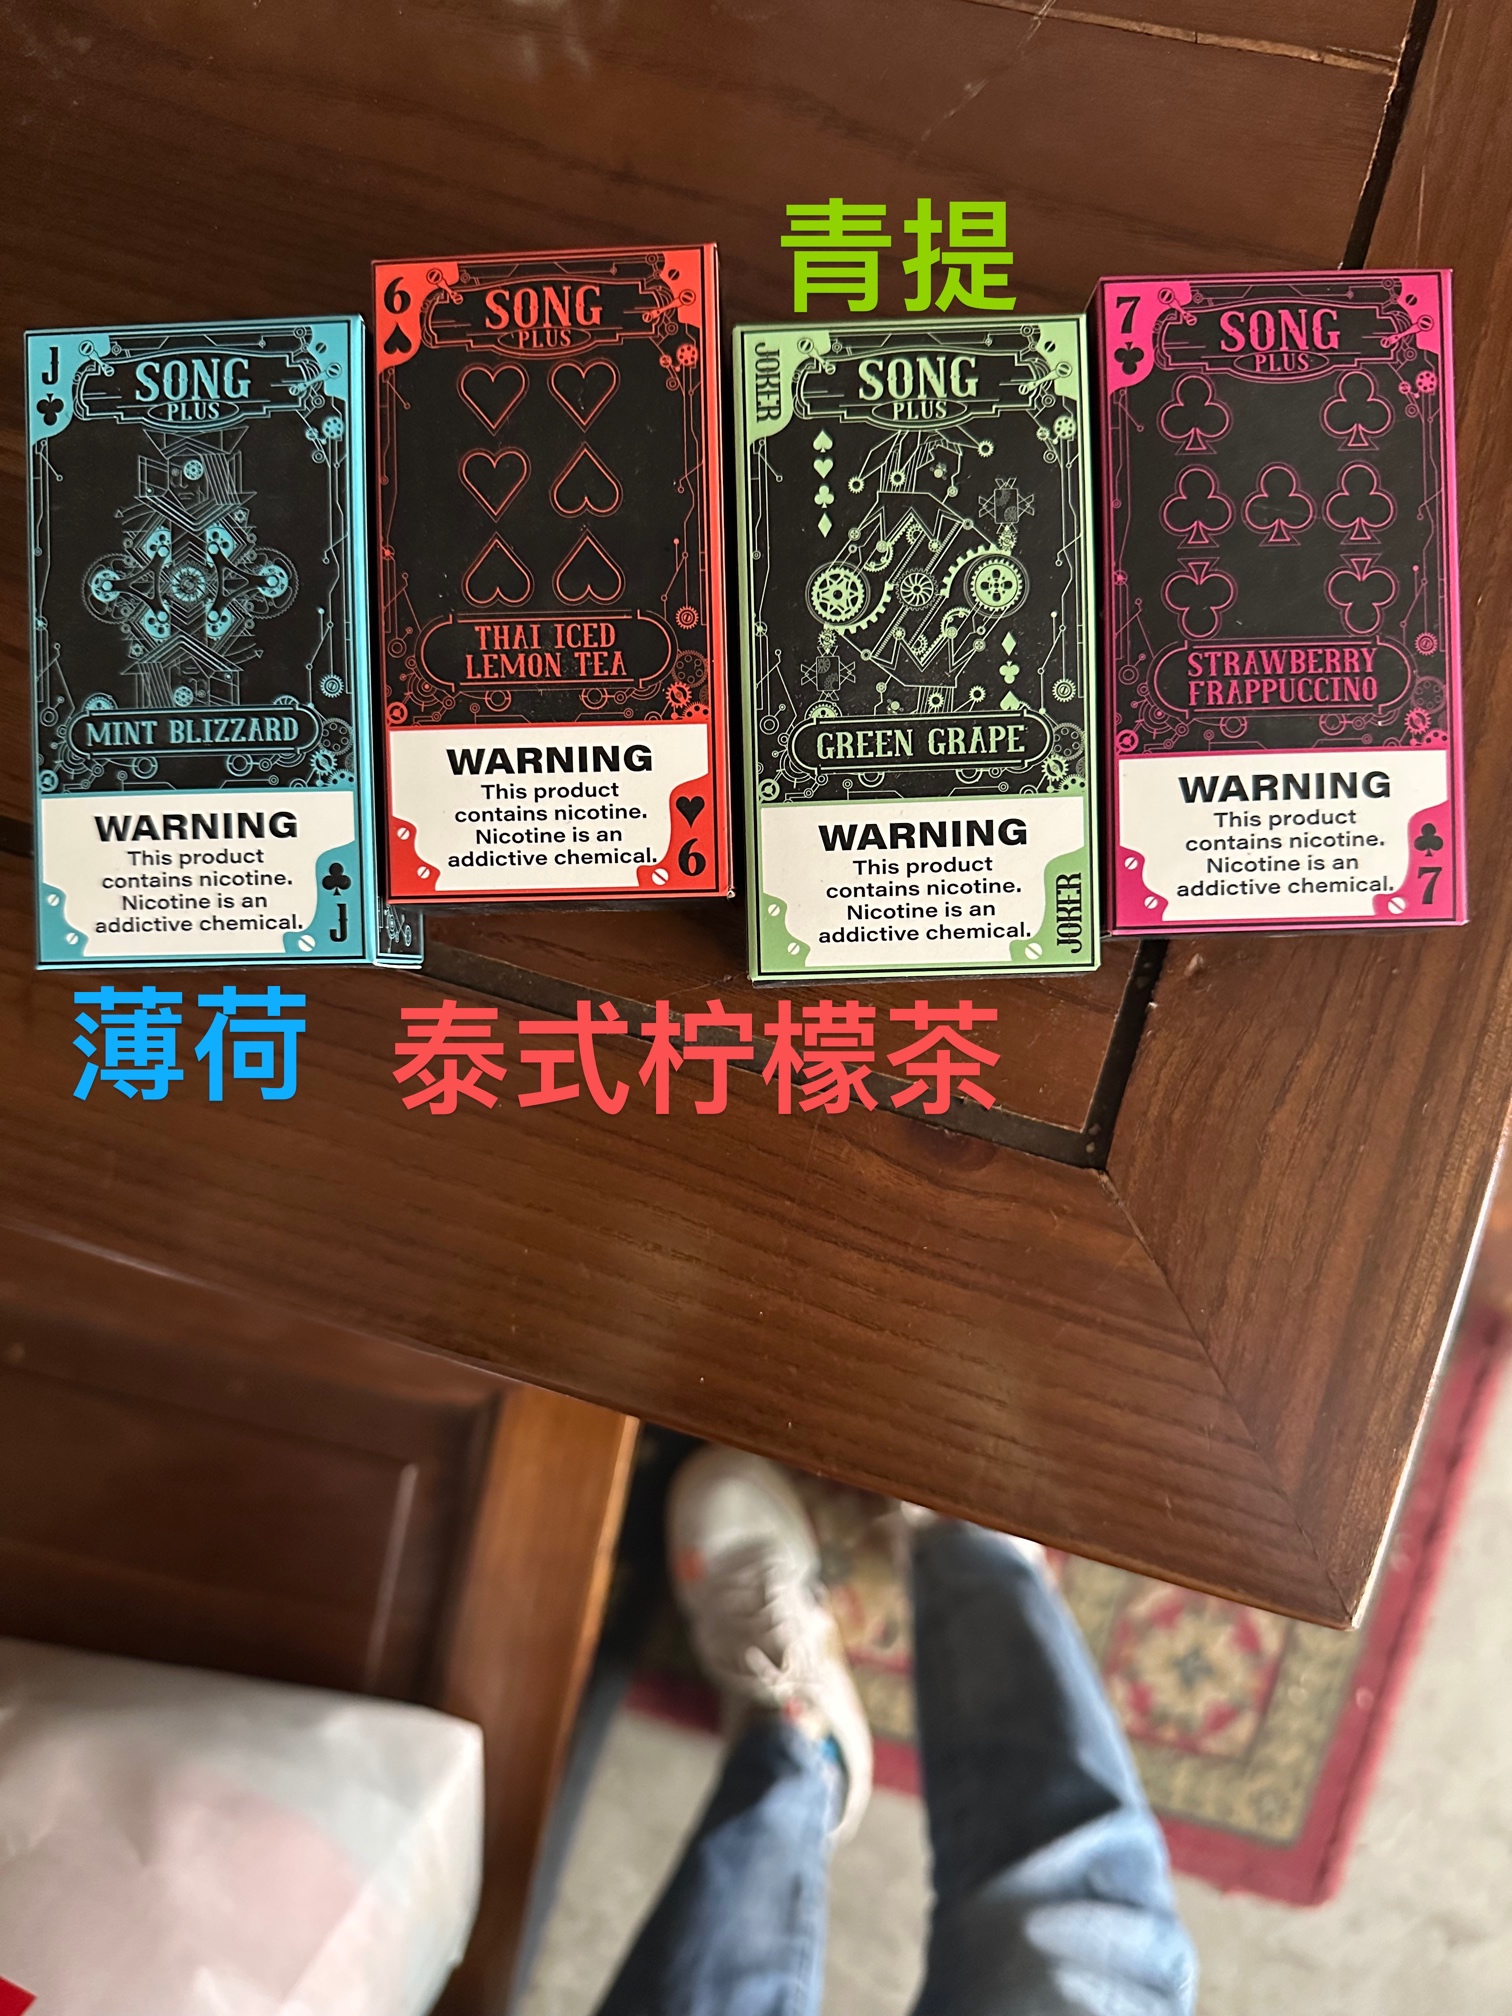 青提
J
SONG
PLUS
MINT BLIZZARD
WARNING
This product
contains nicotine.
Nicotine is an
addictive chemical.
J
6
SONG
PLUS
THAI ICED
LEMON TEA
WARNING
This product
contains nicotine.
Nicotine is an
addictive chemical.
6
JOKER
SONG
PLUS
GREEN GRAPE
WARNING
This product
contains nicotine.
Nicotine is an
addictive chemical.
JOKER
7
SONG
PLUS
STRAWBERRY
FRAPPUCCINO
WARNING
This product
contains nicotine.
Nicotine is an
addictive chemical.
7
薄荷
泰式柠檬茶